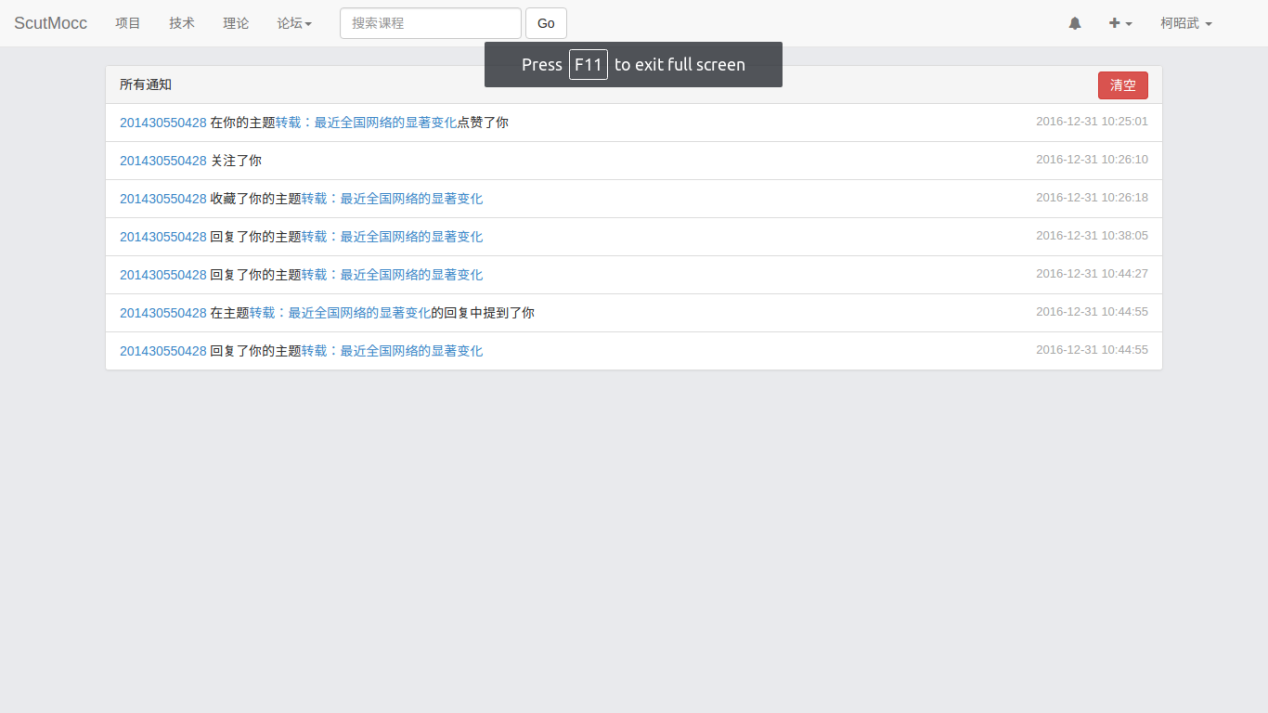 ScutMocc 项目 技术 理论 论坛 搜索课程 Go 柯昭武
Press F11 to exit full screen
所有通知 清空
201430550428 在你的主题转载：最近全国网络的显著变化点赞了你 2016-12-31 10:25:01
201430550428 关注了你 2016-12-31 10:26:10
201430550428 收藏了你的主题转载：最近全国网络的显著变化 2016-12-31 10:26:18
201430550428 回复了你的主题转载：最近全国网络的显著变化 2016-12-31 10:38:05
201430550428 回复了你的主题转载：最近全国网络的显著变化 2016-12-31 10:44:27
201430550428 在主题转载：最近全国网络的显著变化的回复中提到了你 2016-12-31 10:44:55
201430550428 回复了你的主题转载：最近全国网络的显著变化 2016-12-31 10:44:55